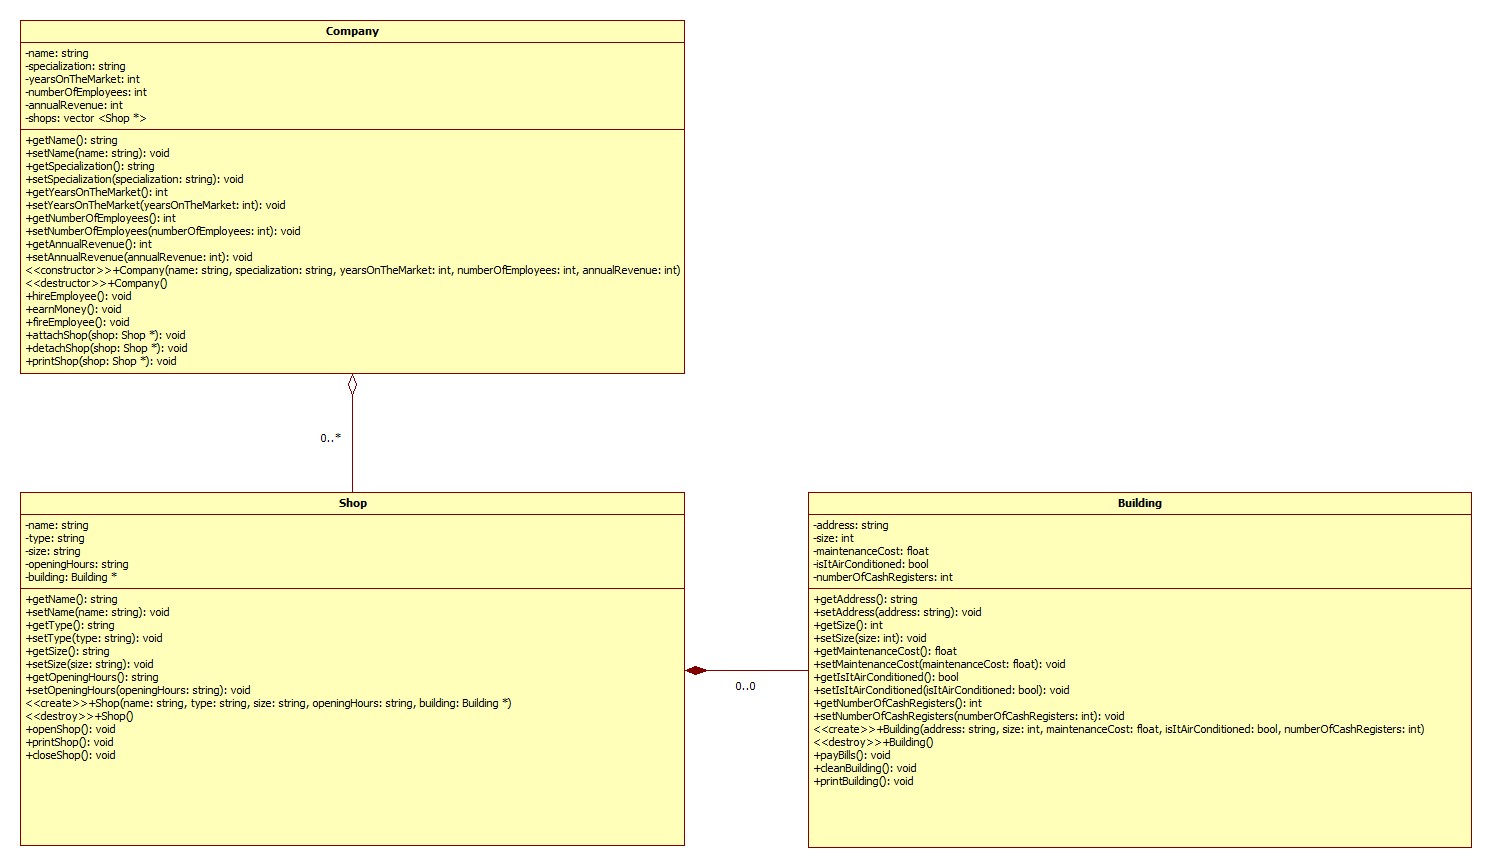 Company
-name: string
-specialization: string
-yearsOnTheMarket: int
-numberOfEmployees: int
-annualRevenue: int
-shops: vector <Shop *>
+getName(): string
+setName(name: string): void
+getSpecialization(): string
+setSpecialization(specialization: string): void
+getYearsOnTheMarket(): int
+setYearsOnTheMarket(yearsOnTheMarket: int): void
+getNumberOfEmployees(): int
+setNumberOfEmployees(numberOfEmployees: int): void
+getAnnualRevenue(): int
+setAnnualRevenue(annualRevenue: int): void
<<constructor>>+Company(name: string, specialization: string, yearsOnTheMarket: int, numberOfEmployees: int, annualRevenue: int)
<<destructor>>+Company()
+hireEmployee(): void
+earnMoney(): void
+fireEmployee(): void
+attachShop(shop: Shop *): void
+detachShop(shop: Shop *): void
+printShop(shop: Shop *): void
0..*
Shop
-name: string
-type: string
-size: string
-openingHours: string
-building: Building *
+getName(): string
+setName(name: string): void
+getType(): string
+setType(type: string): void
+getSize(): string
+setSize(size: string): void
+getOpeningHours(): string
+setOpeningHours(openingHours: string): void
<<create>>+Shop(name: string, type: string, size: string, openingHours: string, building: Building *)
<<destroy>>+Shop()
+openShop(): void
+printShop(): void
+closeShop(): void
0..0
Building
-address: string
-size: int
-maintenanceCost: float
-isItAirConditioned: bool
-numberOfCashRegisters: int
+getAddress(): string
+setAddress(address: string): void
+getSize(): int
+setSize(size: int): void
+getMaintenanceCost(): float
+setMaintenanceCost(maintenanceCost: float): void
+getIsItAirConditioned(): bool
+setIsItAirConditioned(isItAirConditioned: bool): void
+getNumberOfCashRegisters(): int
+setNumberOfCashRegisters(numberOfCashRegisters: int): void
<<create>>+Building(address: string, size: int, maintenanceCost: float, isItAirConditioned: bool, numberOfCashRegisters: int)
<<destroy>>+Building()
+payBills(): void
+cleanBuilding(): void
+printBuilding(): void